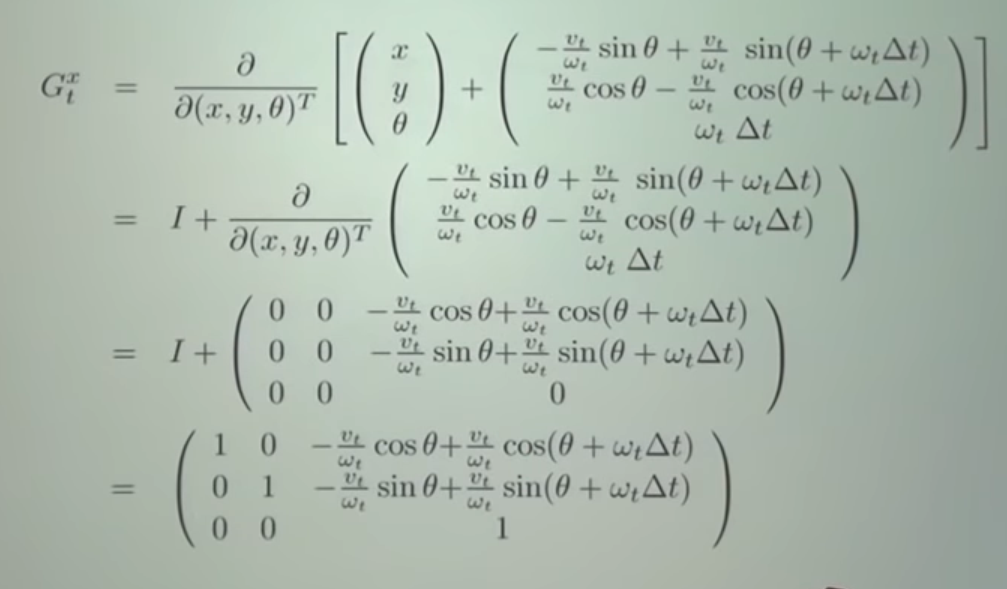 G_t^x = \frac{\partial}{\partial(x, y, \theta)^T} \left[ \begin{pmatrix} x \\ y \\ \theta \end{pmatrix} + \begin{pmatrix} -\frac{v_t}{\omega_t} \sin\theta + \frac{v_t}{\omega_t} \sin(\theta + \omega_t \Delta t) \\ \frac{v_t}{\omega_t} \cos\theta - \frac{v_t}{\omega_t} \cos(\theta + \omega_t \Delta t) \\ \omega_t \Delta t \end{pmatrix} \right]
= I + \frac{\partial}{\partial(x, y, \theta)^T} \begin{pmatrix} -\frac{v_t}{\omega_t} \sin\theta + \frac{v_t}{\omega_t} \sin(\theta + \omega_t \Delta t) \\ \frac{v_t}{\omega_t} \cos\theta - \frac{v_t}{\omega_t} \cos(\theta + \omega_t \Delta t) \\ \omega_t \Delta t \end{pmatrix}
= I + \begin{pmatrix} 0 & 0 & -\frac{v_t}{\omega_t} \cos\theta + \frac{v_t}{\omega_t} \cos(\theta + \omega_t \Delta t) \\ 0 & 0 & -\frac{v_t}{\omega_t} \sin\theta + \frac{v_t}{\omega_t} \sin(\theta + \omega_t \Delta t) \\ 0 & 0 & 0 \end{pmatrix}
= \begin{pmatrix} 1 & 0 & -\frac{v_t}{\omega_t} \cos\theta + \frac{v_t}{\omega_t} \cos(\theta + \omega_t \Delta t) \\ 0 & 1 & -\frac{v_t}{\omega_t} \sin\theta + \frac{v_t}{\omega_t} \sin(\theta + \omega_t \Delta t) \\ 0 & 0 & 1 \end{pmatrix}